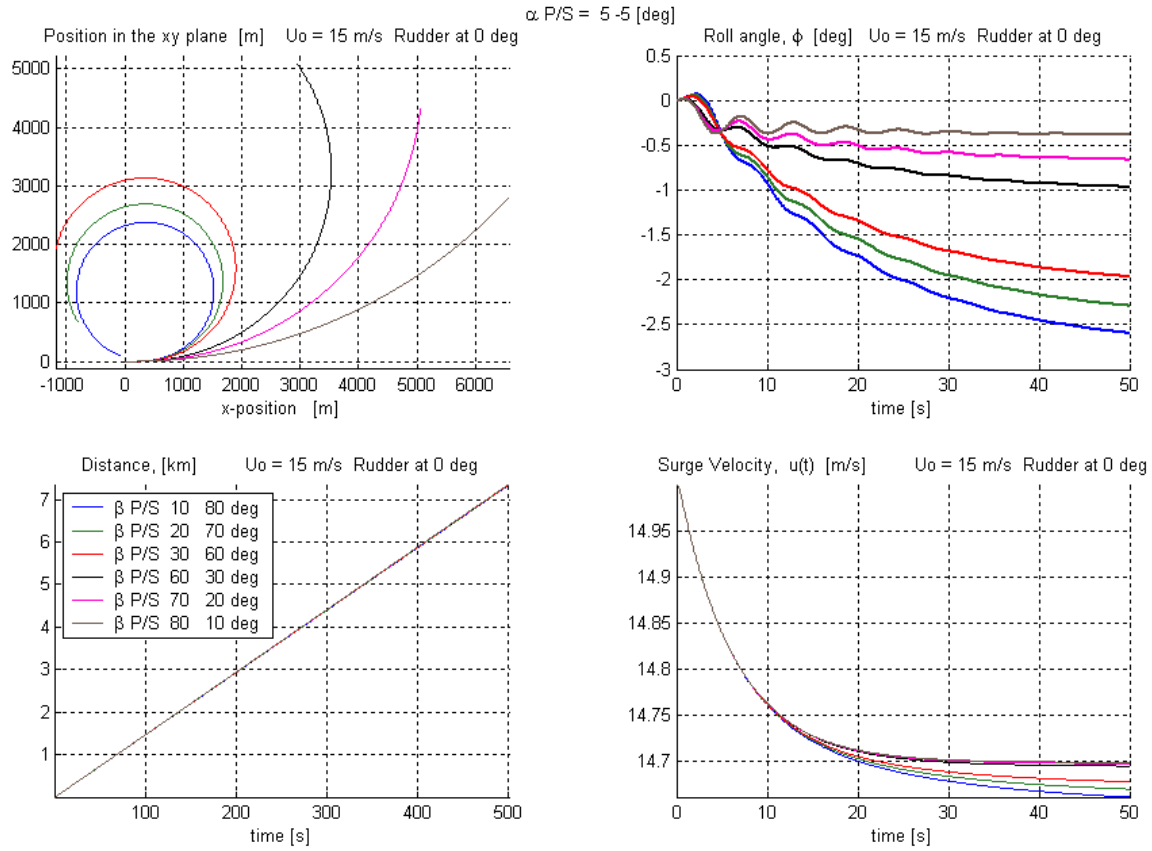 α P/S = 5 -5 [deg]
Position in the xy plane [m] Uo = 15 m/s Rudder at 0 deg
5000
4000
3000
2000
1000
0
-1000 0 1000 2000 3000 4000 5000 6000
x-position [m]
Roll angle, ϕ [deg] Uo = 15 m/s Rudder at 0 deg
0.5
0
-0.5
-1
-1.5
-2
-2.5
-3
0 10 20 30 40 50
time [s]
Distance, [km] Uo = 15 m/s Rudder at 0 deg
7
6
5
4
3
2
1
β P/S 10 80 deg
β P/S 20 70 deg
β P/S 30 60 deg
β P/S 60 30 deg
β P/S 70 20 deg
β P/S 80 10 deg
100 200 300 400 500
time [s]
Surge Velocity, u(t) [m/s] Uo = 15 m/s Rudder at 0 deg
14.95
14.9
14.85
14.8
14.75
14.7
0 10 20 30 40 50
time [s]